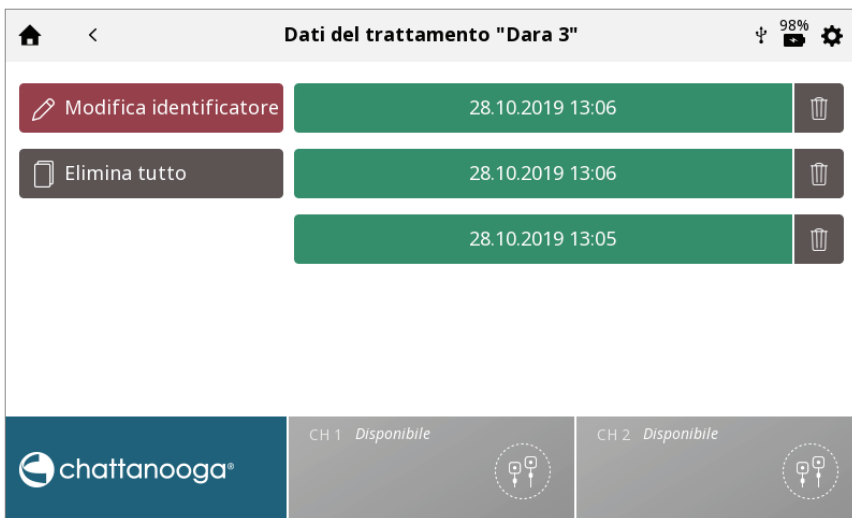 Dati del trattamento "Dara 3"
98%
Modifica identificatore
28.10.2019 13:06
Elimina tutto
28.10.2019 13:06
28.10.2019 13:05
CH 1 Disponibile
CH 2 Disponibile
chattanooga®